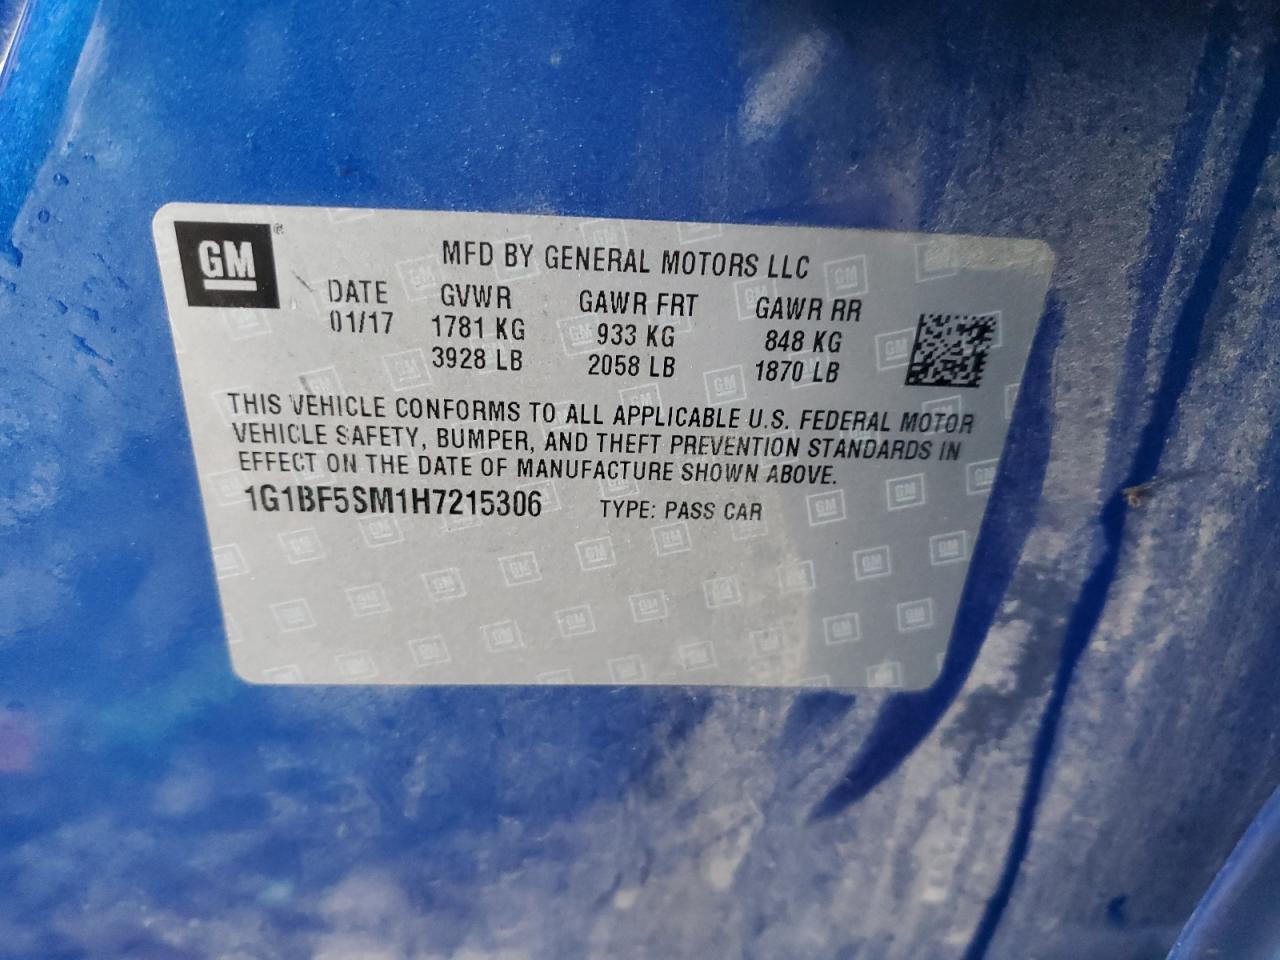 GM®
MFD BY GENERAL MOTORS LLC
DATE GVWR GAWR FRT GAWR RR
01/17 1781 KG 933 KG 848 KG
3928 LB 2058 LB 1870 LB
THIS VEHICLE CONFORMS TO ALL APPLICABLE U.S. FEDERAL MOTOR
VEHICLE SAFETY, BUMPER, AND THEFT PREVENTION STANDARDS IN
EFFECT ON THE DATE OF MANUFACTURE SHOWN ABOVE.
1G1BF5SM1H7215306 TYPE: PASS CAR